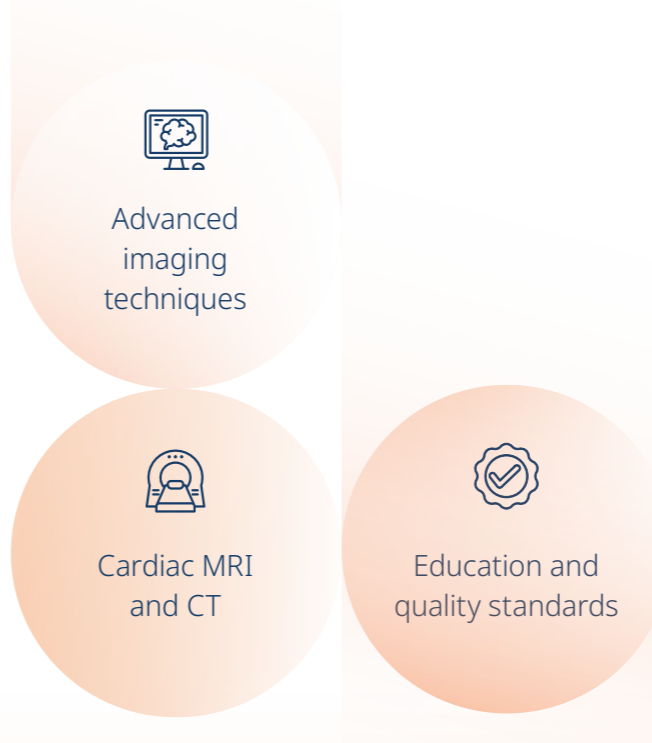 Advanced
imaging
techniques
Cardiac MRI
and CT
Education and
quality standards